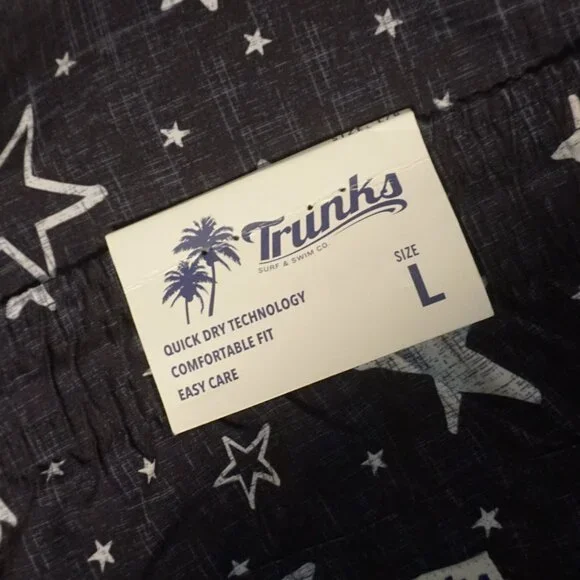 Trunks
SURF & SWIM CO.
QUICK DRY TECHNOLOGY
COMFORTABLE FIT
EASY CARE
SIZE
L